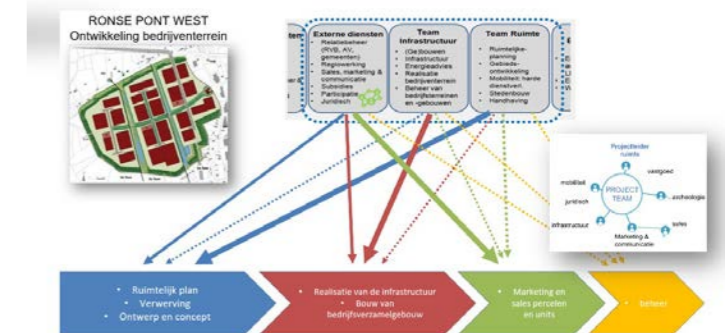 RONSE PONT WEST
Ontwikkeling bedrijventerrein
Externe diensten
• Relatiebeheer
(RVB, AV,
gemeenten)
• Regiowerking
• Sales, marketing &
communicatie
• Subsidies
• Participatie
• Juridisch
Team
Infrastructuur
• (Ge)bouwen
• Infrastructuur
• Energieadvies
• Realisatie
bedrijventerrein
• Beheer van
bedrijfsterreinen
en -gebouwen
Team Ruimte
• Ruimtelijke-
planning
• Gebieds-
ontwikkeling
• Mobiliteit: harde
dienstverl.
• Stedenbouw
• Handhaving
Projectleider
ruimte
mobiliteit
vastgoed
juridisch
PROJECT
TEAM
archeologie
infrastructuur
sales
Marketing &
communicatie
• Ruimtelijk plan
• Verwerving
• Ontwerp en concept
• Realisatie van de infrastructuur
• Bouw van
bedrijfsverzamelgebouw
• Marketing en
sales percelen
en units
• beheer